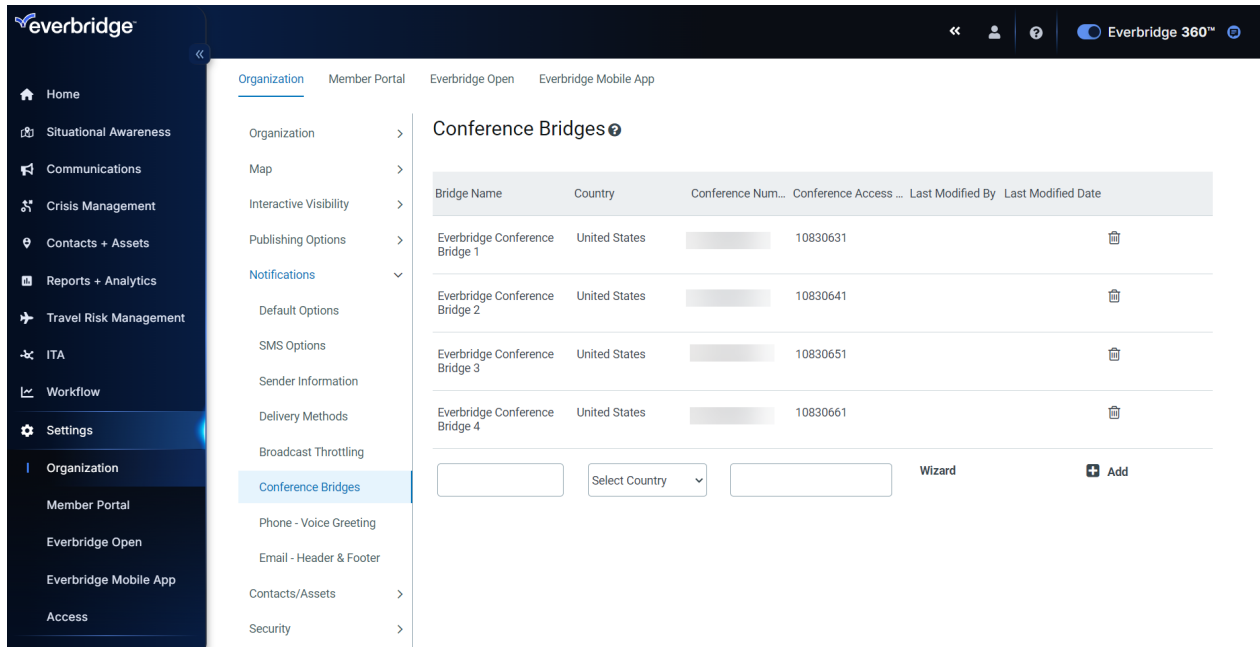 everbridge™
«
«
Everbridge 360™
Home
Situational Awareness
Communications
Crisis Management
Contacts + Assets
Reports + Analytics
Travel Risk Management
ITA
Workflow
Settings
Organization
Member Portal
Everbridge Open
Everbridge Mobile App
Access
Organization Member Portal Everbridge Open Everbridge Mobile App
Organization
Map
Interactive Visibility
Publishing Options
Notifications
Default Options
SMS Options
Sender Information
Delivery Methods
Broadcast Throttling
Conference Bridges
Phone - Voice Greeting
Email - Header & Footer
Contacts/Assets
Security
Conference Bridges
Bridge Name Country Conference Num... Conference Access ... Last Modified By Last Modified Date
Everbridge Conference United States 10830631
Bridge 1
Everbridge Conference United States 10830641
Bridge 2
Everbridge Conference United States 10830651
Bridge 3
Everbridge Conference United States 10830661
Bridge 4
Select Country Wizard Add